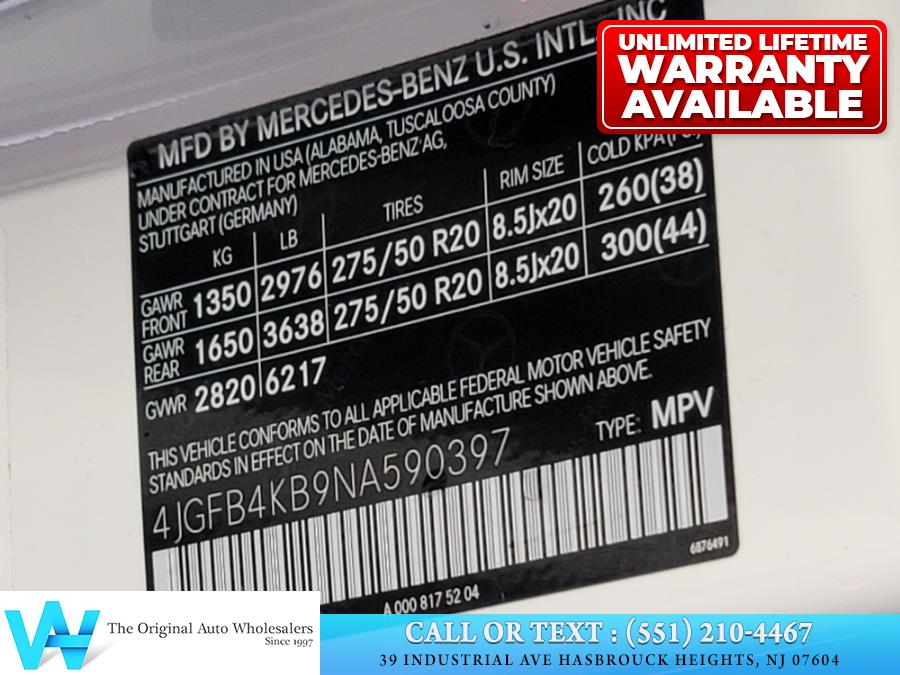 UNLIMITED LIFETIME
WARRANTY
AVAILABLE
MFD BY MERCEDES-BENZ U.S. INTL. INC
MANUFACTURED IN USA (ALABAMA, TUSCALOOSA COUNTY)
UNDER CONTRACT FOR MERCEDES-BENZ AG,
STUTTGART (GERMANY)
KG LB TIRES RIM SIZE COLD KPA
GAWR FRONT 1350 2976 275/50 R20 8.5Jx20 260(38)
GAWR REAR 1650 3638 275/50 R20 8.5Jx20 300(44)
GVWR 2820 6217
THIS VEHICLE CONFORMS TO ALL APPLICABLE FEDERAL MOTOR VEHICLE SAFETY
STANDARDS IN EFFECT ON THE DATE OF MANUFACTURE SHOWN ABOVE.
4JGFB4KB9NA590397 TYPE: MPV
6876491
A 000 817 52 04
The Original Auto Wholesalers
Since 1997
CALL OR TEXT : (551) 210-4467
39 INDUSTRIAL AVE HASBROUCK HEIGHTS, NJ 07604